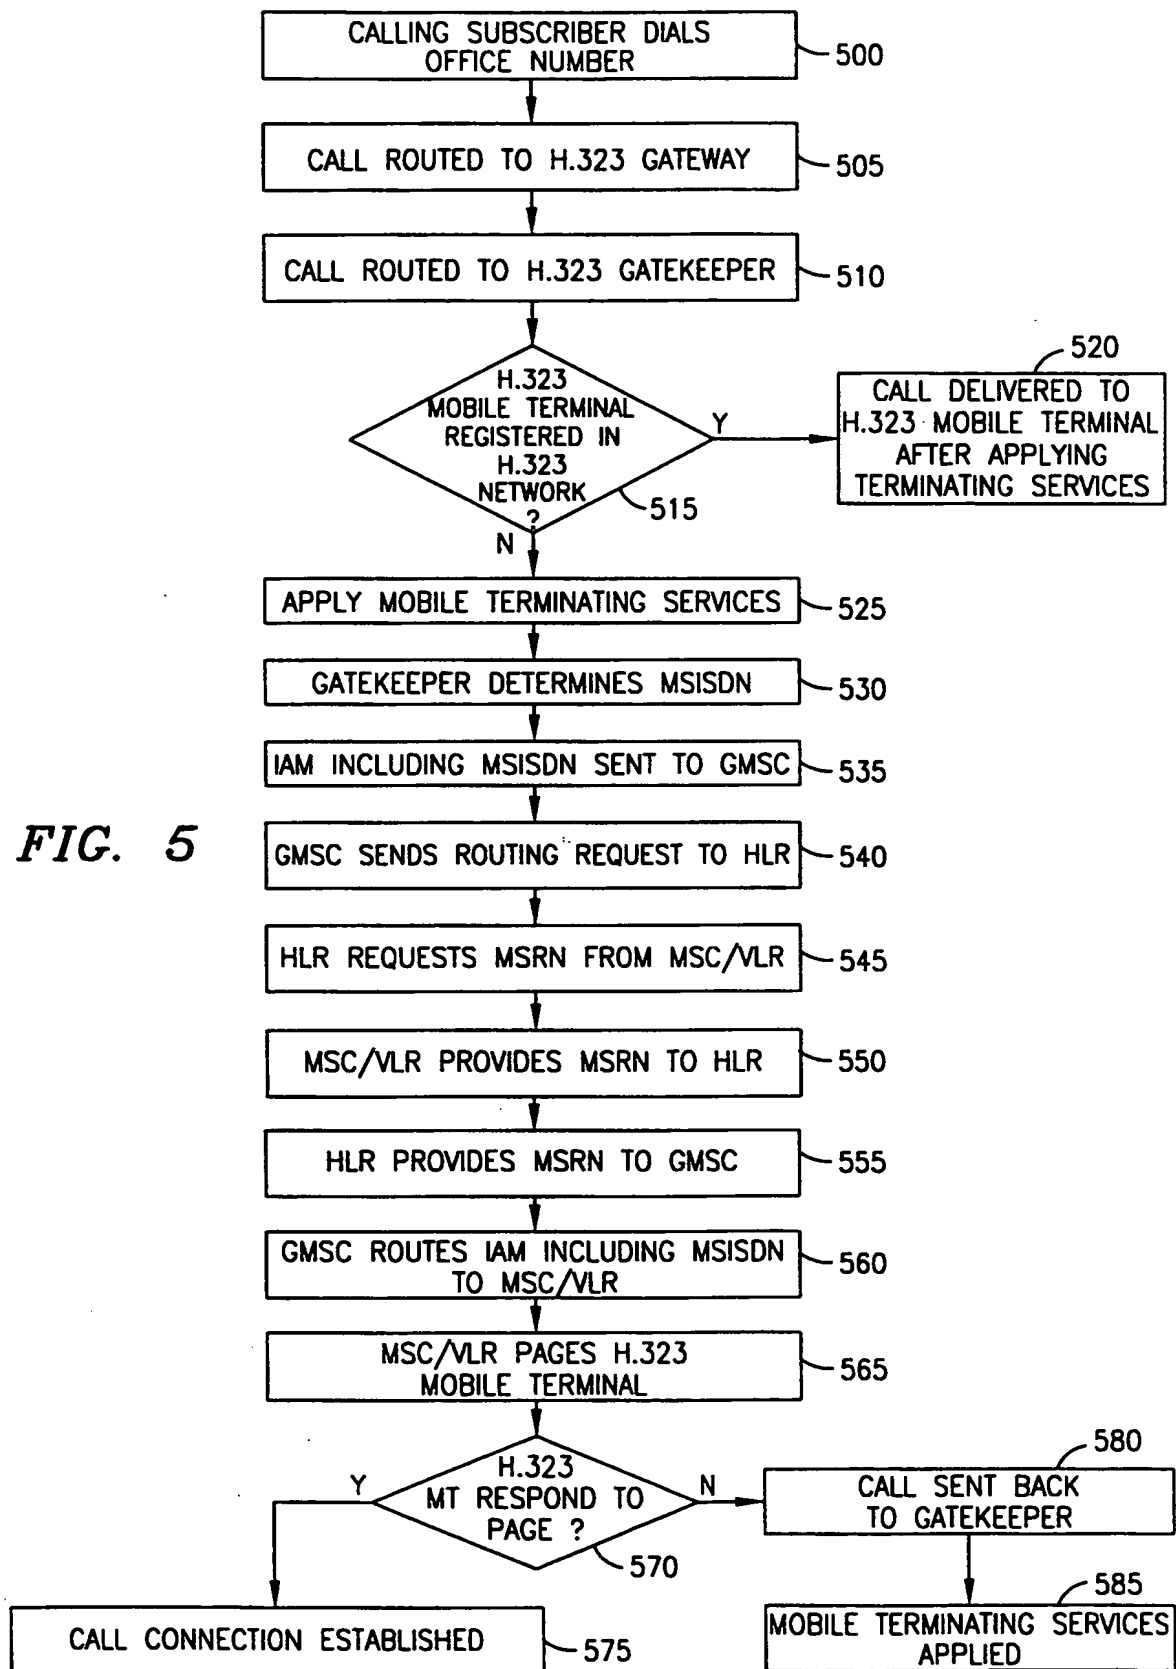 CALLING SUBSCRIBER DIALS
OFFICE NUMBER
500
CALL ROUTED TO H.323 GATEWAY
505
CALL ROUTED TO H.323 GATEKEEPER
510
H.323
MOBILE TERMINAL
REGISTERED IN
H.323
NETWORK
?
515
Y
520
CALL DELIVERED TO
H.323 MOBILE TERMINAL
AFTER APPLYING
TERMINATING SERVICES
N
APPLY MOBILE TERMINATING SERVICES
525
GATEKEEPER DETERMINES MSISDN
530
IAM INCLUDING MSISDN SENT TO GMSC
535
FIG. 5
GMSC SENDS ROUTING REQUEST TO HLR
540
HLR REQUESTS MSRN FROM MSC/VLR
545
MSC/VLR PROVIDES MSRN TO HLR
550
HLR PROVIDES MSRN TO GMSC
555
GMSC ROUTES IAM INCLUDING MSISDN
TO MSC/VLR
560
MSC/VLR PAGES H.323
MOBILE TERMINAL
565
H.323
MT RESPOND TO
PAGE ?
570
Y
N
580
CALL SENT BACK
TO GATEKEEPER
CALL CONNECTION ESTABLISHED
575
585
MOBILE TERMINATING SERVICES
APPLIED